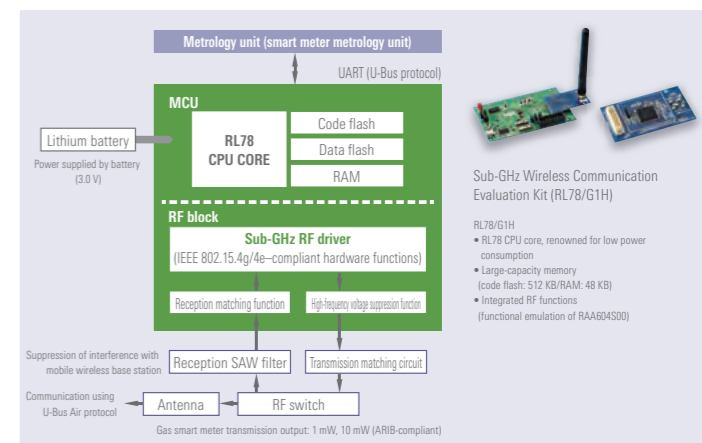 Metrology unit (smart meter metrology unit)
UART (U-Bus protocol)
MCU
RL78
CPU CORE
Code flash
Data flash
RAM
Lithium battery
Power supplied by battery
(3.0 V)
RF block
Sub-GHz RF driver
(IEEE 802.15.4g/4e–compliant hardware functions)
Reception matching function
High-frequency voltage suppression function
Suppression of interference with
mobile wireless base station
Reception SAW filter
Transmission matching circuit
Communication using
U-Bus Air protocol
Antenna
RF switch
Gas smart meter transmission output: 1 mW, 10 mW (ARIB-compliant)
Sub-GHz Wireless Communication
Evaluation Kit (RL78/G1H)
RL78/G1H
• RL78 CPU core, renowned for low power
consumption
• Large-capacity memory
(code flash: 512 KB/RAM: 48 KB)
• Integrated RF functions
(functional emulation of RAA604S00)